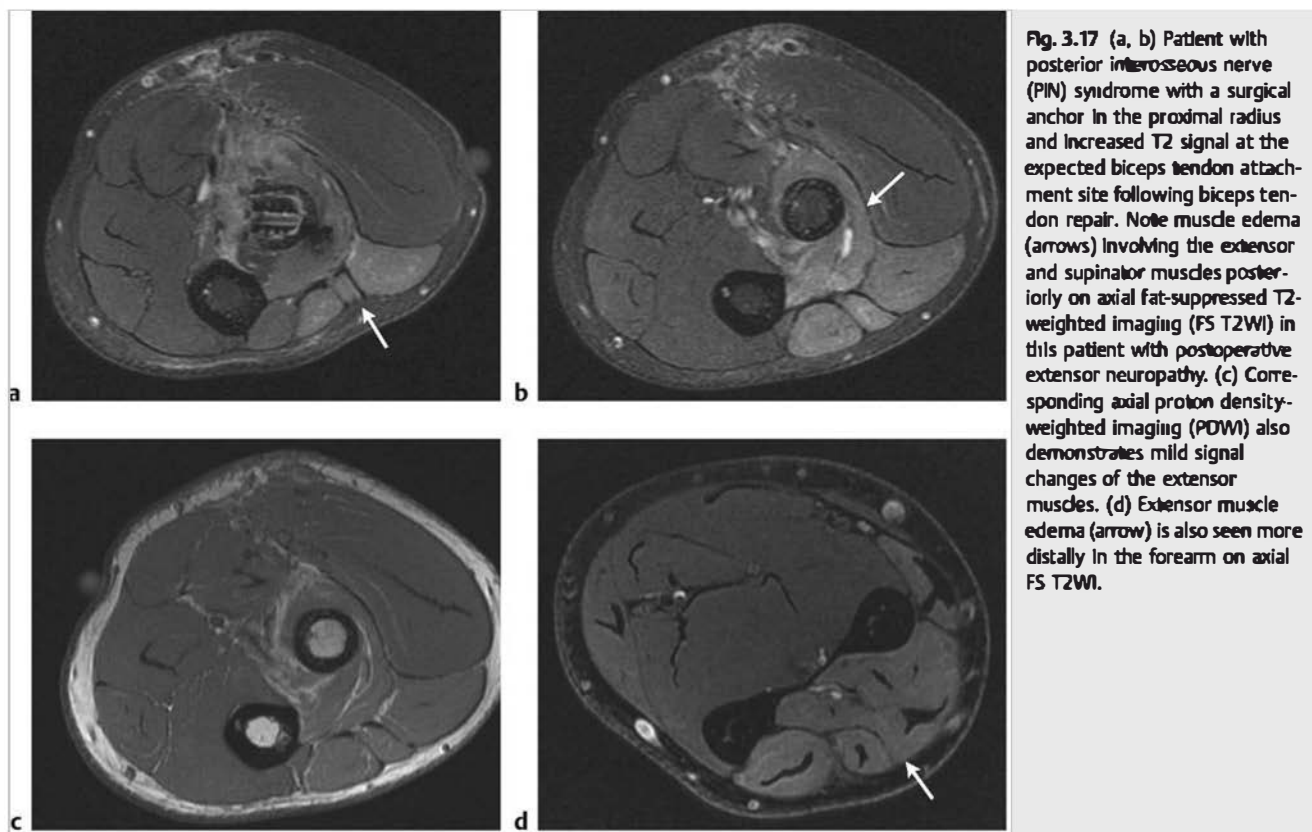 Fig. 3.17 (a, b) Patient with
posterior interosseous nerve
(PIN) syndrome with a surgical
anchor in the proximal radius
and increased T2 signal at the
expected biceps tendon attach-
ment site following biceps ten-
don repair. Note muscle edema
(arrows) involving the extensor
and supinator muscles poster-
iorly on axial fat-suppressed T2-
weighted imaging (FS T2WI) in
this patient with postoperative
extensor neuropathy. (c) Corre-
sponding axial proton density-
weighted imaging (PDWI) also
demonstrates mild signal
changes of the extensor
muscles. (d) Extensor muscle
edema (arrow) is also seen more
distally in the forearm on axial
FS T2WI.
a
b
c
d